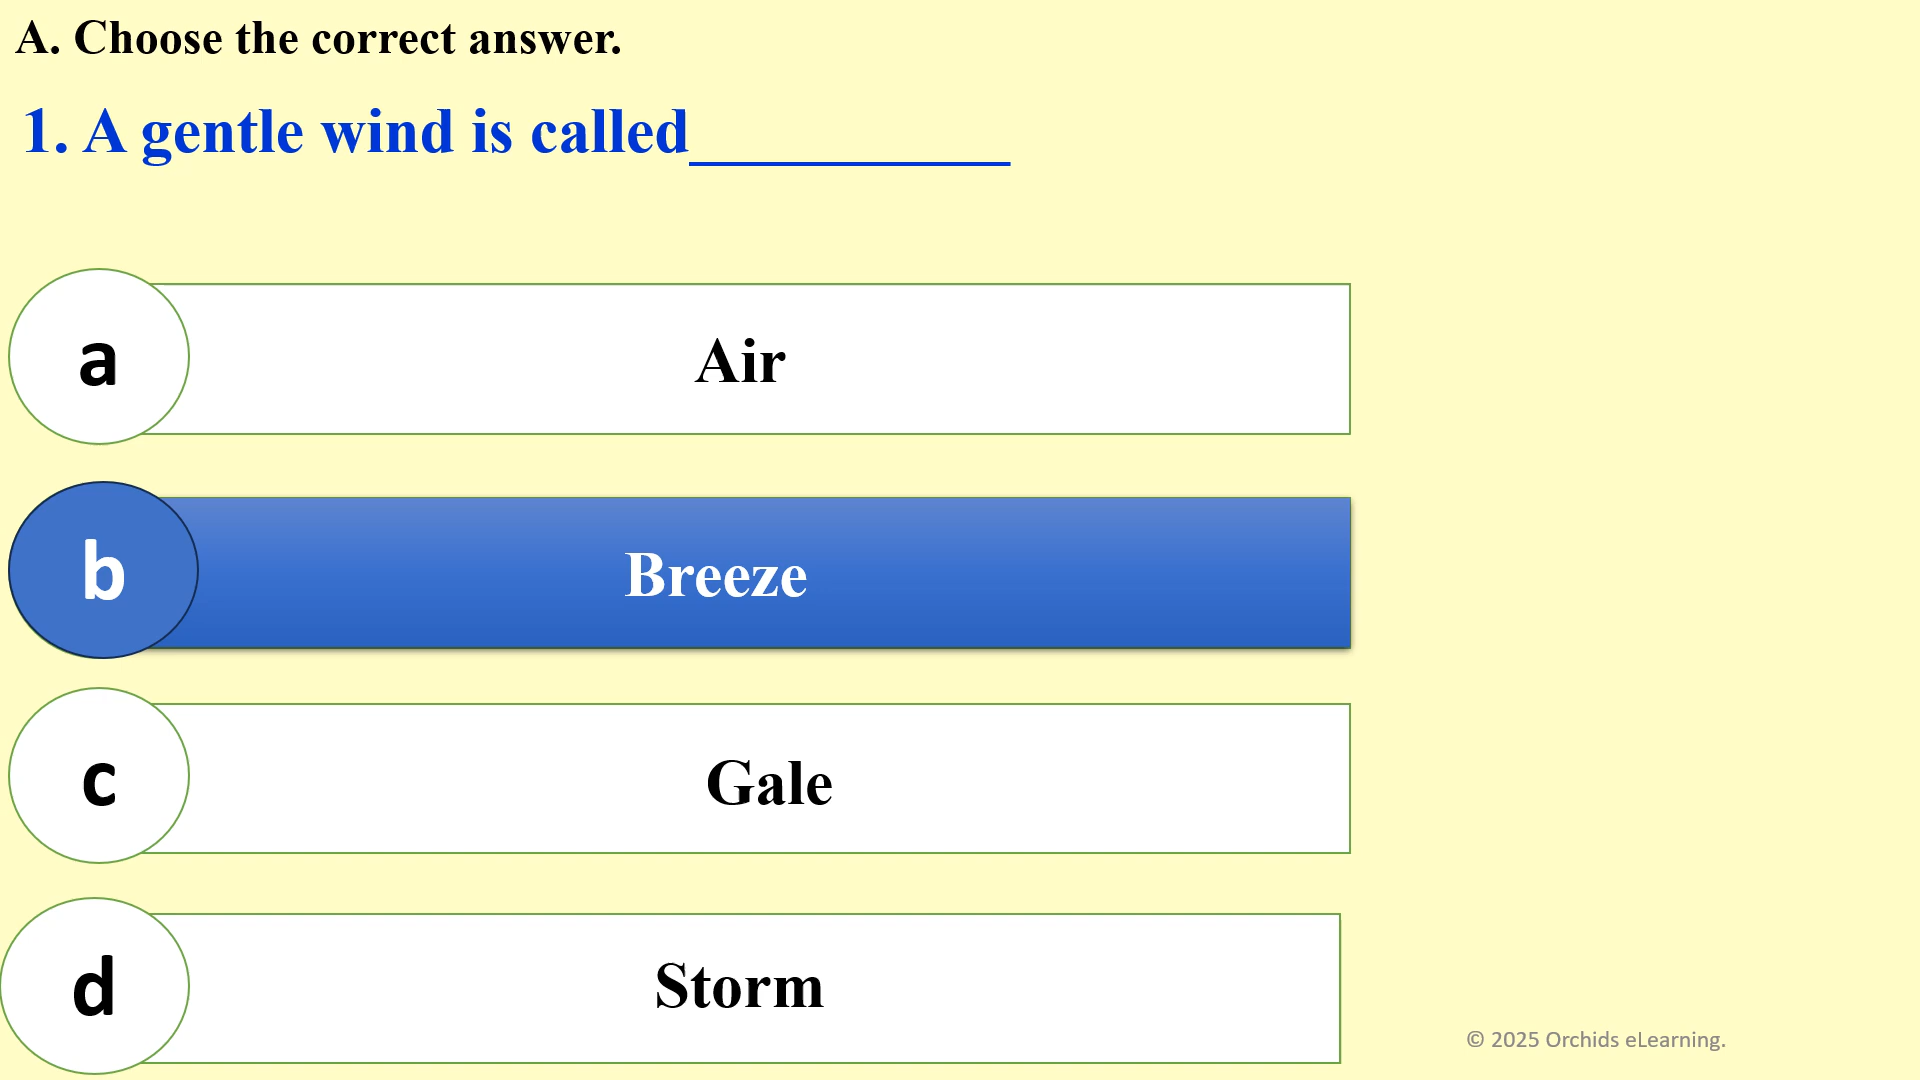 A. Choose the correct answer.
1. A gentle wind is called__________
a
Air
b
Breeze
c
Gale
d
Storm
© 2025 Orchids eLearning.